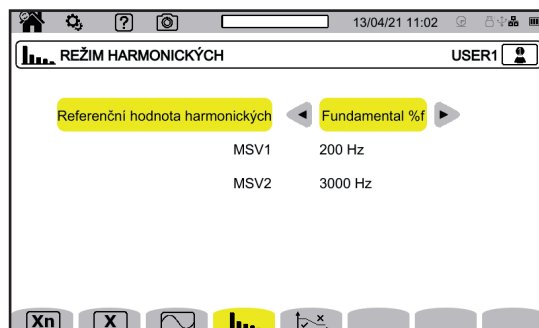 ?
13/04/21 11:02
REŽIM HARMONICKÝCH USER1
Referenční hodnota harmonických Fundamental %f
MSV1 200 Hz
MSV2 3000 Hz
Xn X x